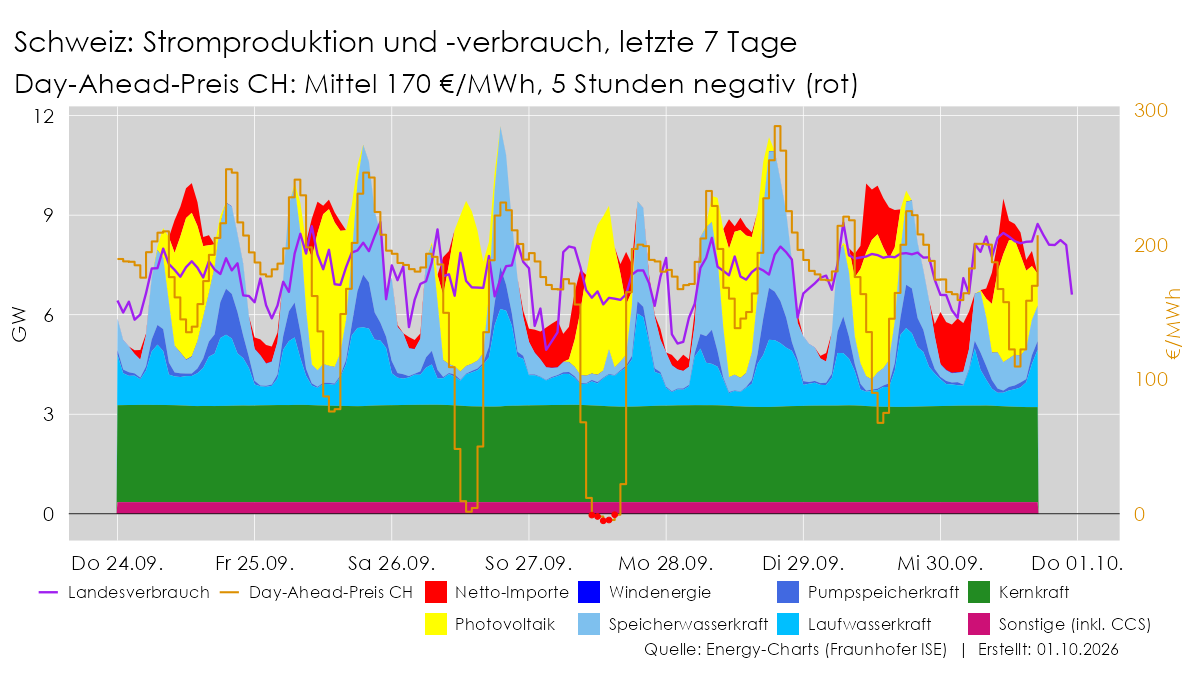 Schweiz: Stromproduktion und -verbrauch, letzte 7 Tage
Day-Ahead-Preis CH: Mittel 170 €/MWh, 5 Stunden negativ (rot)
12
9
6
3
0
GW
300
200
100
0
€/MWh
Do 24.09. Fr 25.09. Sa 26.09. So 27.09. Mo 28.09. Di 29.09. Mi 30.09. Do 01.10.
Landesverbrauch Day-Ahead-Preis CH Netto-Importe Windenergie Pumpspeicherkraft Kernkraft
Photovoltaik Speicherwasserkraft Laufwasserkraft Sonstige (inkl. CCS)
Quelle: Energy-Charts (Fraunhofer ISE) | Erstellt: 01.10.2026